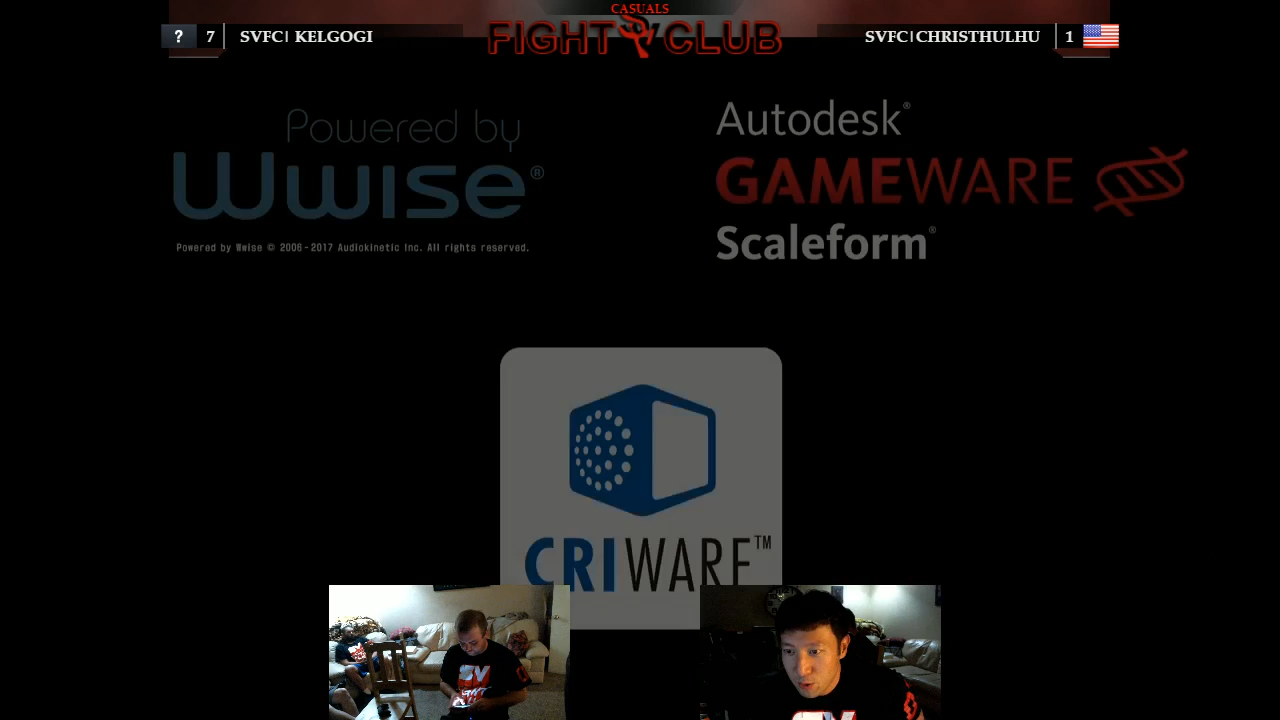 CASUALS
? 7 SVFC| KELGOGI
FIGHT CLUB
SVFC|CHRISTHULHU 1
Powered by
Wwise®
Powered by Wwise © 2006-2017 Audiokinetic Inc. All rights reserved.
Autodesk®
GAMEWARE
Scaleform®
CRIWARE™